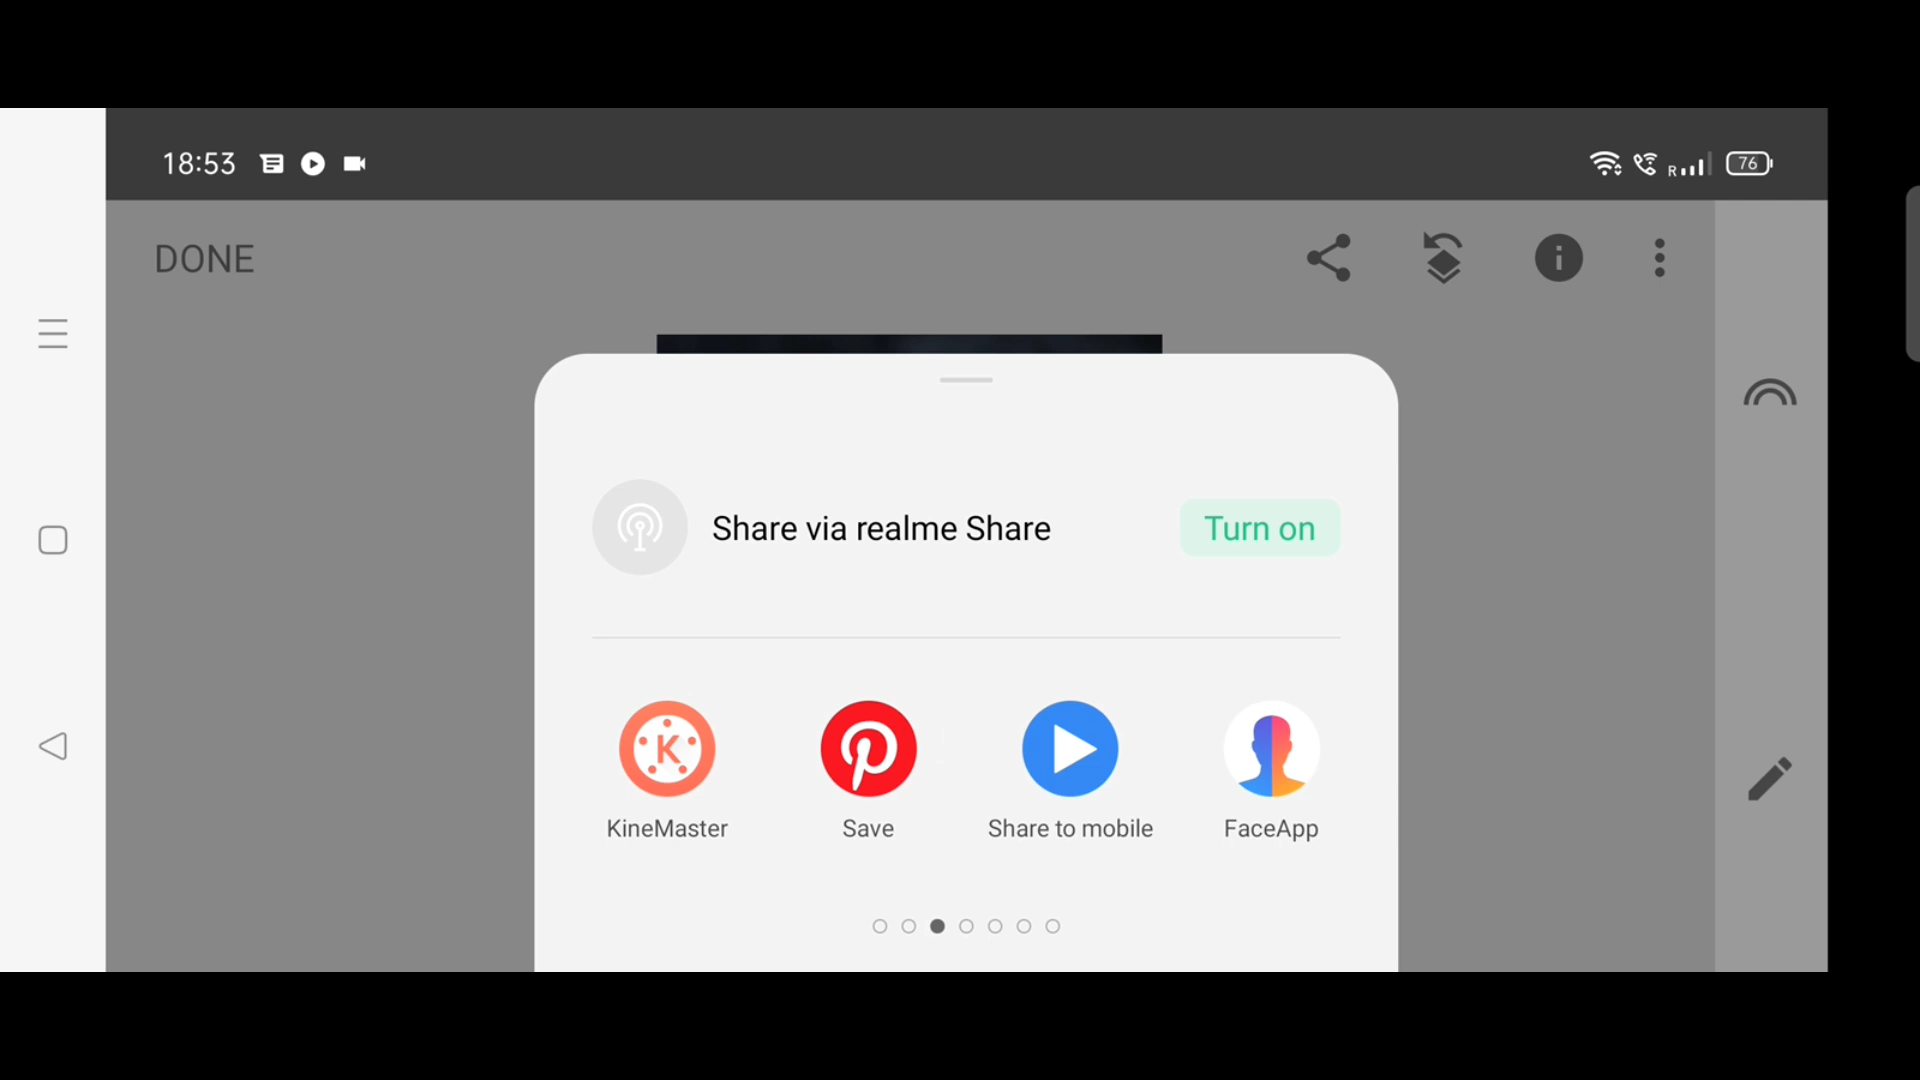 18:53
R
76
DONE
Share via realme Share
Turn on
K
KineMaster
Save
Share to mobile
FaceApp